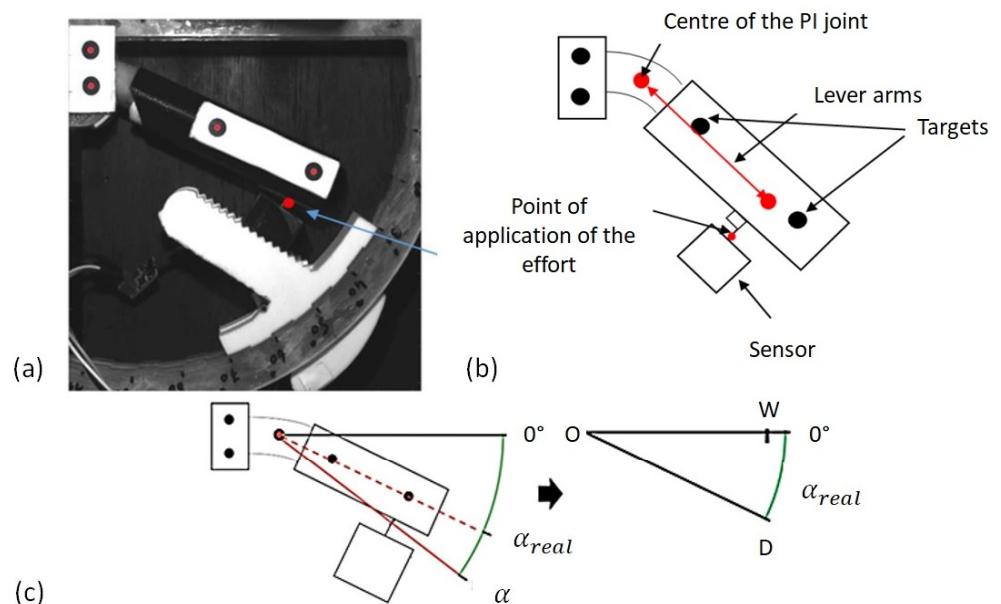 Centre of the PI joint
Lever arms
Targets
Point of
application of the
effort
Sensor
(a)
(b)
O
W
0°
0°
α_real
α_real
D
α
(c)